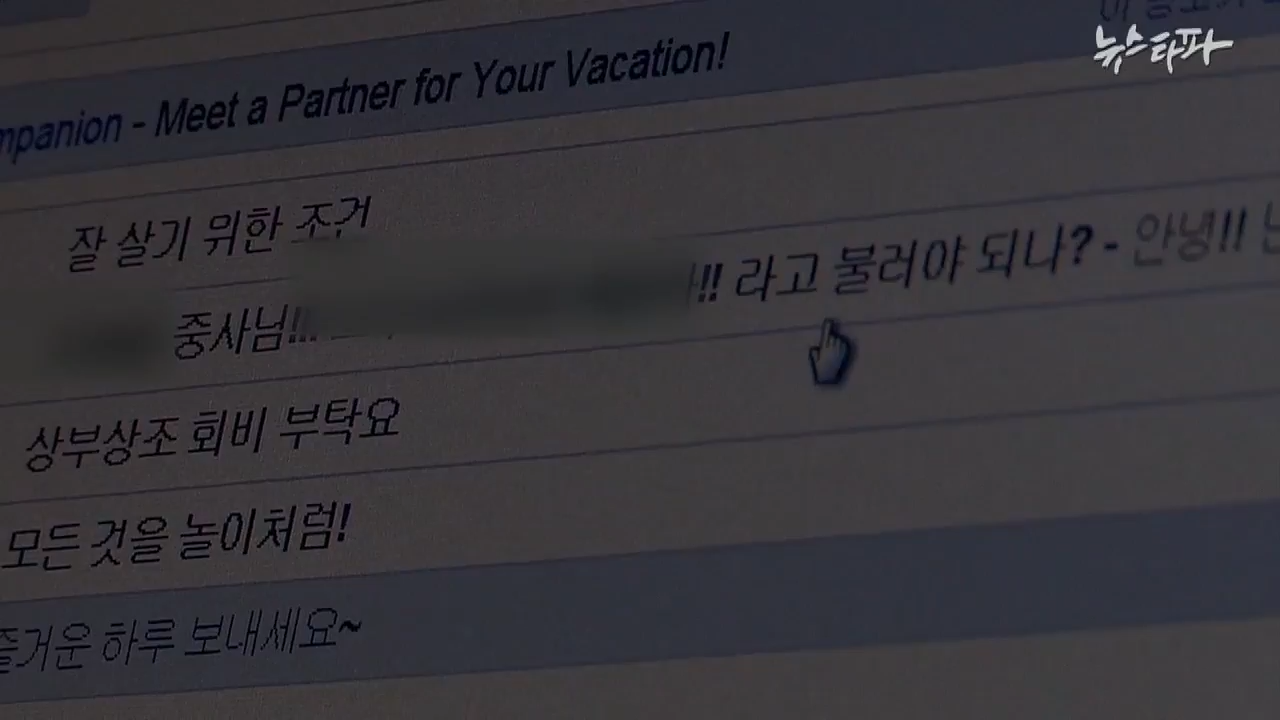 뉴스타파
Companion - Meet a Partner for Your Vacation!
잘 살기 위한 조건
중사님!!... !! 라고 불러야 되나? - 안녕!!
상부상조 회비 부탁요
모든 것을 놀이처럼!
즐거운 하루 보내세요~